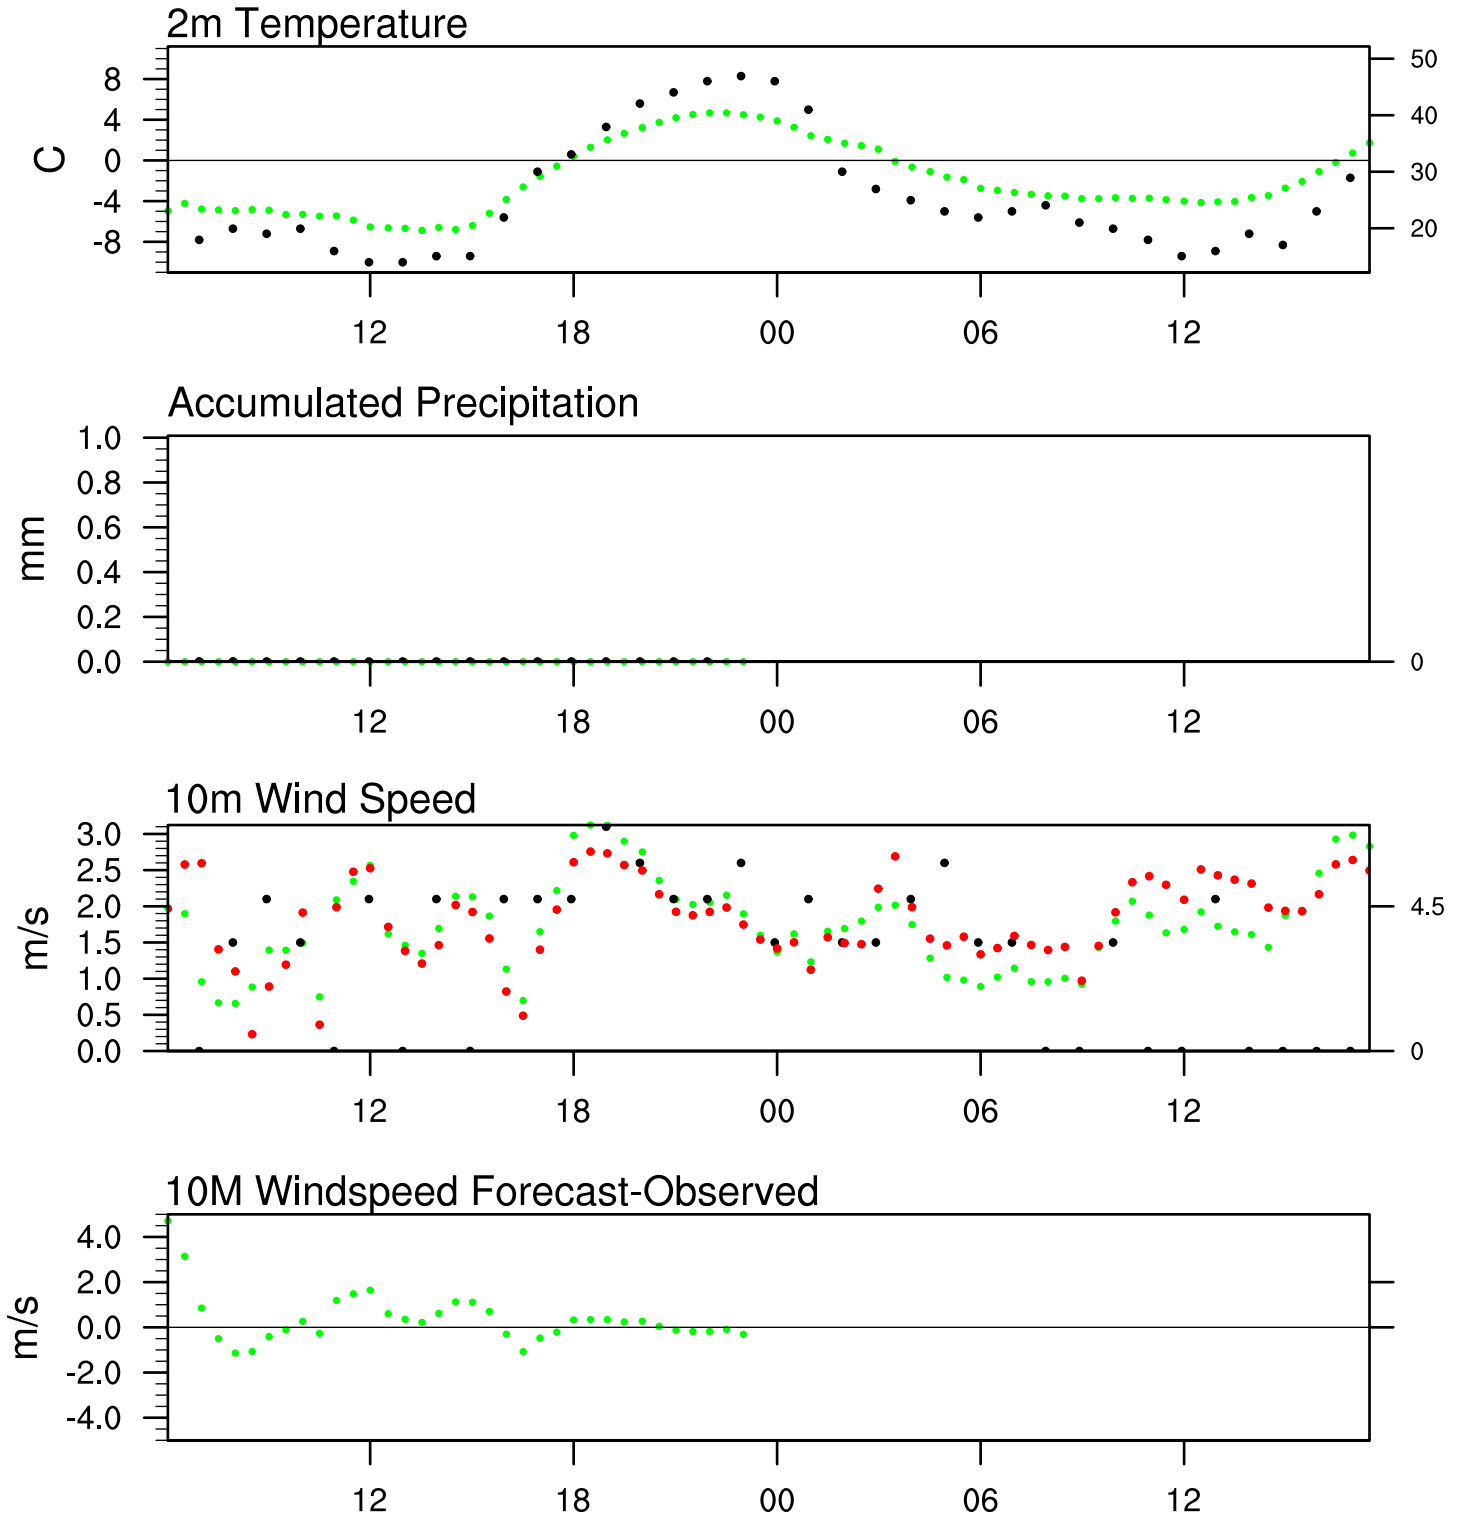 2m Temperature
8
4
0
-4
-8
C
50
40
30
20
12 18 00 06 12
Accumulated Precipitation
1.0
0.8
0.6
0.4
0.2
0.0
mm
0
12 18 00 06 12
10m Wind Speed
3.0
2.5
2.0
1.5
1.0
0.5
0.0
m/s
4.5
0
12 18 00 06 12
10M Windspeed Forecast-Observed
4.0
2.0
0.0
-2.0
-4.0
m/s
12 18 00 06 12